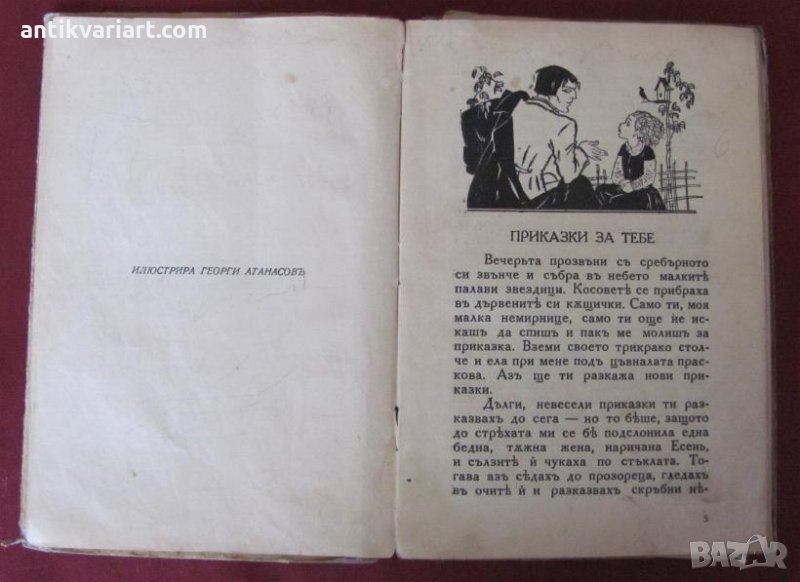 antikvariart.com
ИЛЮСТРИРА ГЕОРГИ АТАНАСОВЪ
ПРИКАЗКИ ЗА ТЕБЕ
Вечерьта прозвъни съ сребърното
си звънче и събра въ небето малкитѣ
палави звездици. Косоветѣ се прибраха
въ дървенитѣ си кѫщички. Само ти, моя
малка немирнице, само ти още не ис-
кашъ да спишъ и пакъ ме молишъ за
приказка. Вземи своето трикрако стол-
че и ела при мене подъ цъвналата прас-
кова. Азъ ще ти разкажа нови при-
казки.
Дълги, невесели приказки ти раз-
казвахъ до сега — но то бѣше, защото
до стрѣхата ми се бѣ подслонила една
бедна, тѫжна жена, наричана Есень,
и сълзитѣ ѝ чукаха по стъклата. То-
гава азъ сѣдахъ до прозореца, гледахъ
въ очитѣ ѝ и разказвахъ скръбни нѣ-
5
BAZAR